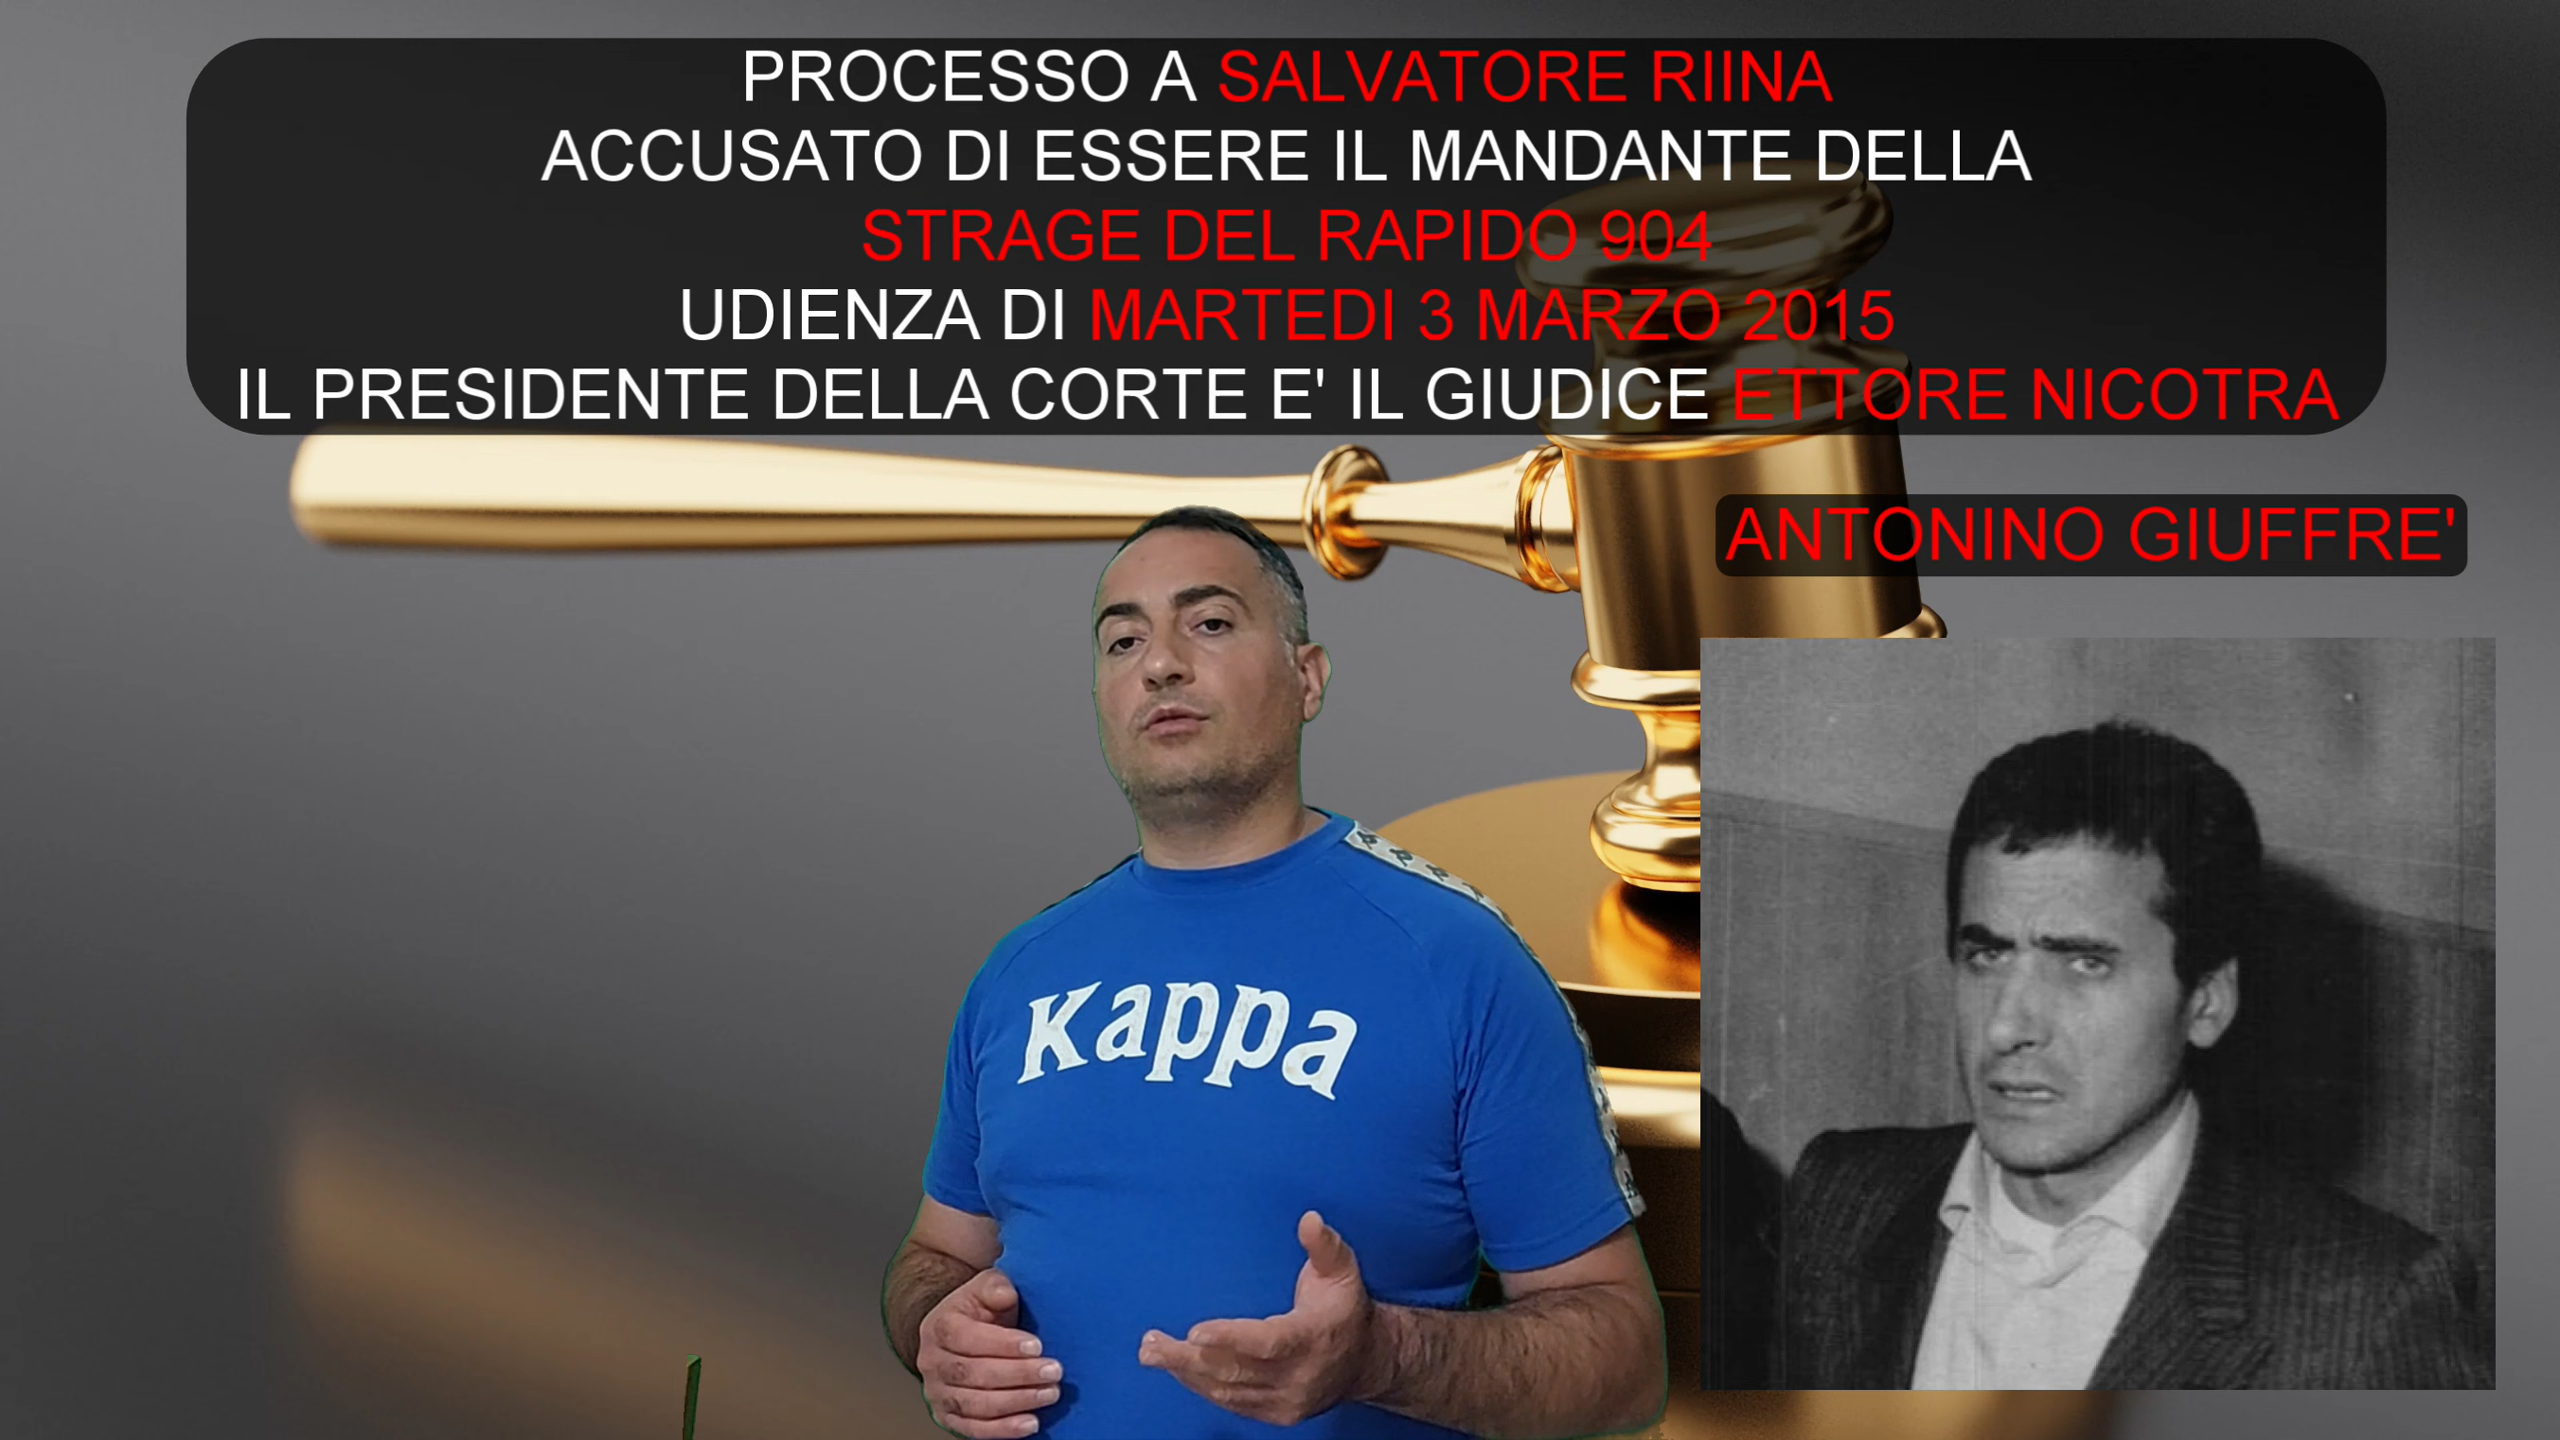 PROCESSO A SALVATORE RIINA
ACCUSATO DI ESSERE IL MANDANTE DELLA
STRAGE DEL RAPIDO 904
UDIENZA DI MARTEDI 3 MARZO 2015
IL PRESIDENTE DELLA CORTE E' IL GIUDICE ETTORE NICOTRA
ANTONINO GIUFFRE'
Kappa